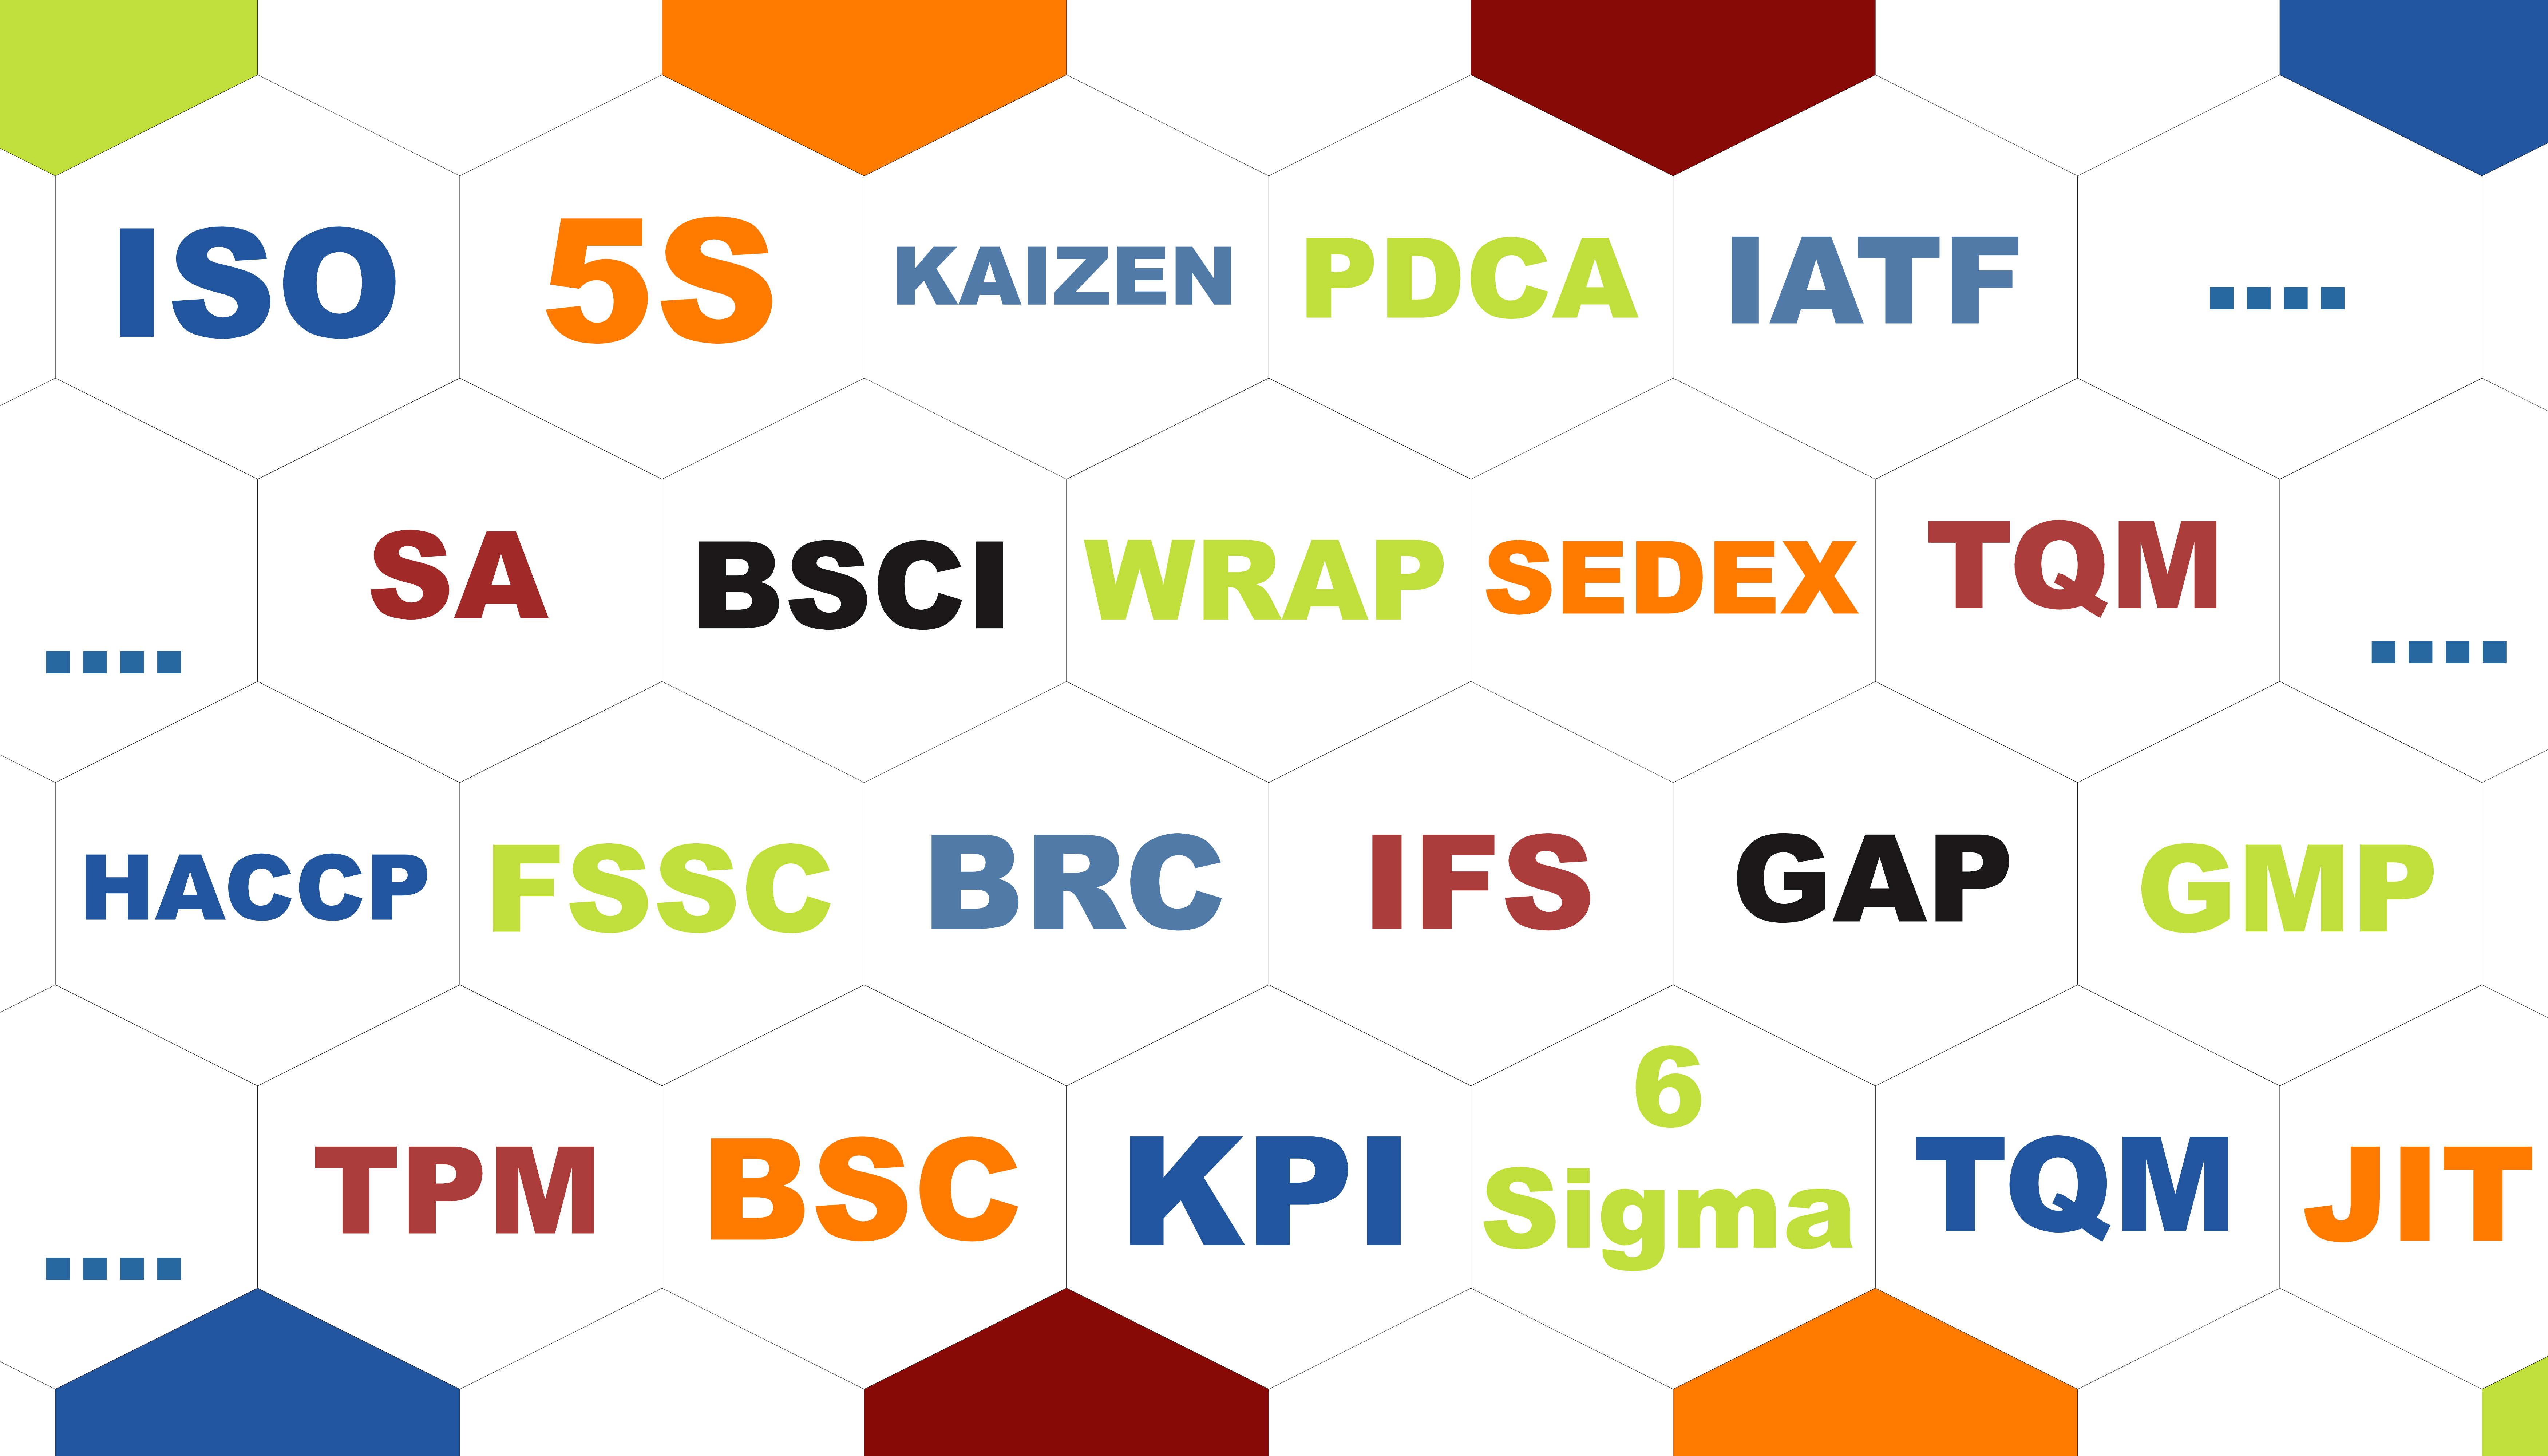 ISO 5S KAIZEN PDCA IATF ....
.... SA BSCI WRAP SEDEX TQM ....
HACCP FSSC BRC IFS GAP GMP
.... TPM BSC KPI 6 Sigma TQM JIT